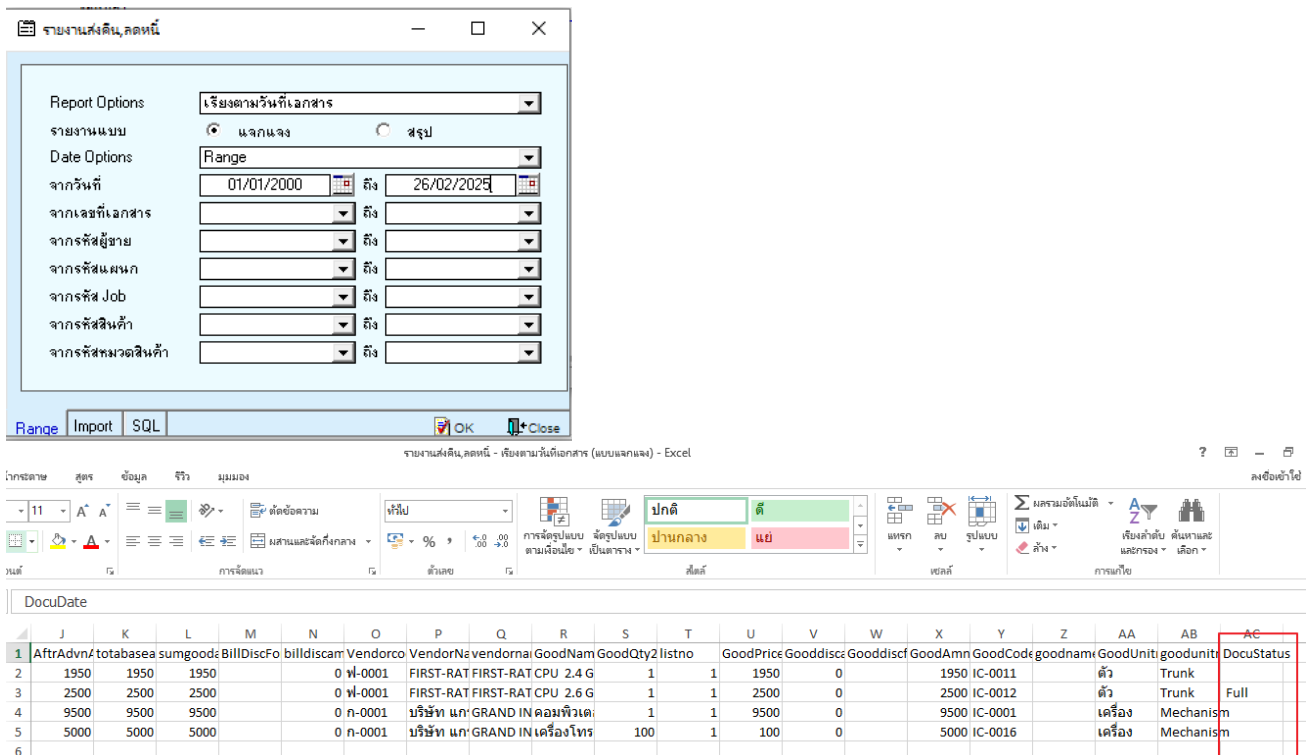 รายงานส่งคืน,ลดหนี้
Report Options เรียงตามวันที่เอกสาร
รายงานแบบ แจกแจง สรุป
Date Options Range
จากวันที่ 01/01/2000 ถึง 26/02/2025
จากเลขที่เอกสาร ถึง
จากรหัสผู้ขาย ถึง
จากรหัสแผนก ถึง
จากรหัส Job ถึง
จากรหัสสินค้า ถึง
จากรหัสหมวดสินค้า ถึง
Range Import SQL OK Close
รายงานส่งคืน,ลดหนี้ - เรียงตามวันที่เอกสาร (แบบแจกแจง) - Excel
สูตร ข้อมูล รีวิว มุมมอง ลงชื่อเข้าใช้
11 A A ตัดข้อความ ทั่วไป ปกติ ดี ผลรวมอัตโนมัติ
ผสานและจัดกึ่งกลาง % การจัดรูปแบบ ตามเงื่อนไข จัดรูปแบบ เป็นตาราง ปานกลาง แย่ แทรก ลบ รูปแบบ เติม ล้าง เรียงลำดับ และกรอง ค้นหาและ เลือก
การจัดแนว ตัวเลข สไตล์ เซลล์ การแก้ไข
DocuDate
J K L M N O P Q R S T U V W X Y Z AA AB AC
1 AftrAdvnA totabasea sumgooda BillDiscFo billdiscam Vendorco VendorNa vendorna GoodNam GoodQty2 listno GoodPrice Gooddisca Gooddiscf GoodAmn GoodCode goodname GoodUniti goodunitr DocuStatus
2 1950 1950 1950 0 ฟ-0001 FIRST-RAT FIRST-RAT CPU 2.4 G 1 1 1950 0 1950 IC-0011 ตัว Trunk
3 2500 2500 2500 0 ฟ-0001 FIRST-RAT FIRST-RAT CPU 2.6 G 1 1 2500 0 2500 IC-0012 ตัว Trunk Full
4 9500 9500 9500 0 ก-0001 บริษัท แก GRAND IN คอมพิวเต 1 1 9500 0 9500 IC-0001 เครื่อง Mechanism
5 5000 5000 5000 0 ก-0001 บริษัท แก GRAND IN เครื่องโทร 100 1 100 0 5000 IC-0016 เครื่อง Mechanism
6